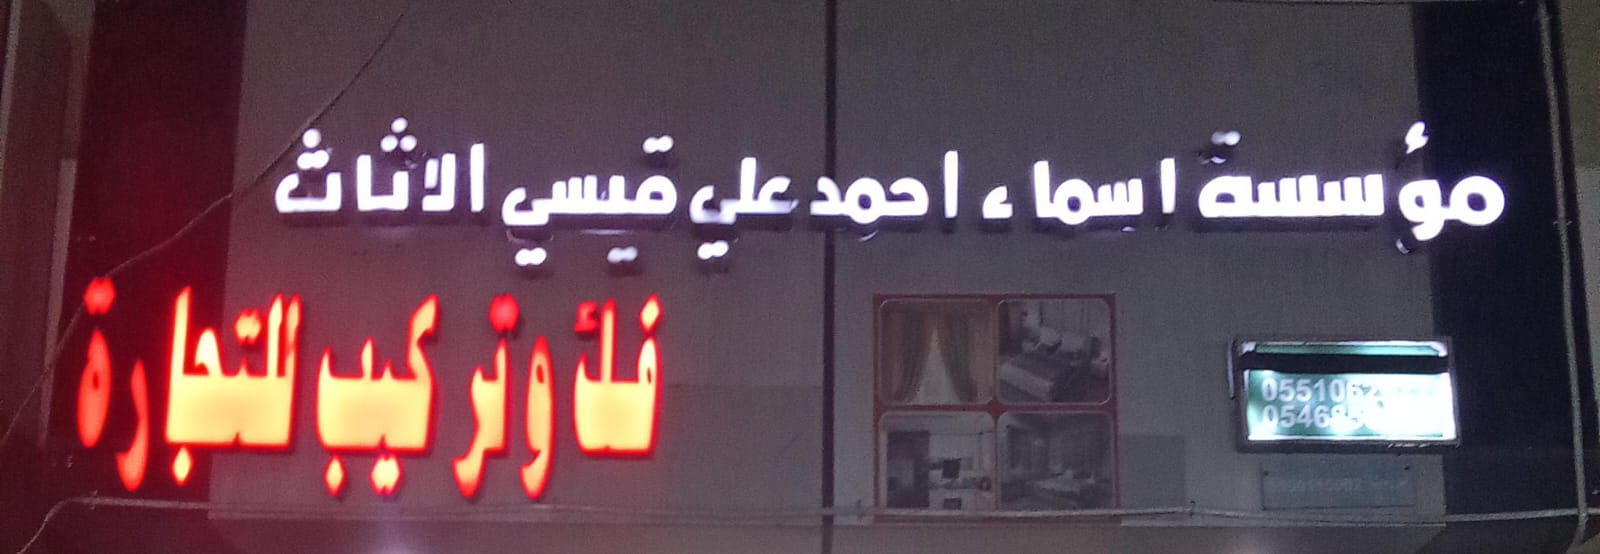 مؤسسة اسماء احمد علي قيسي الاثاث
فك وتركيب للتجارة